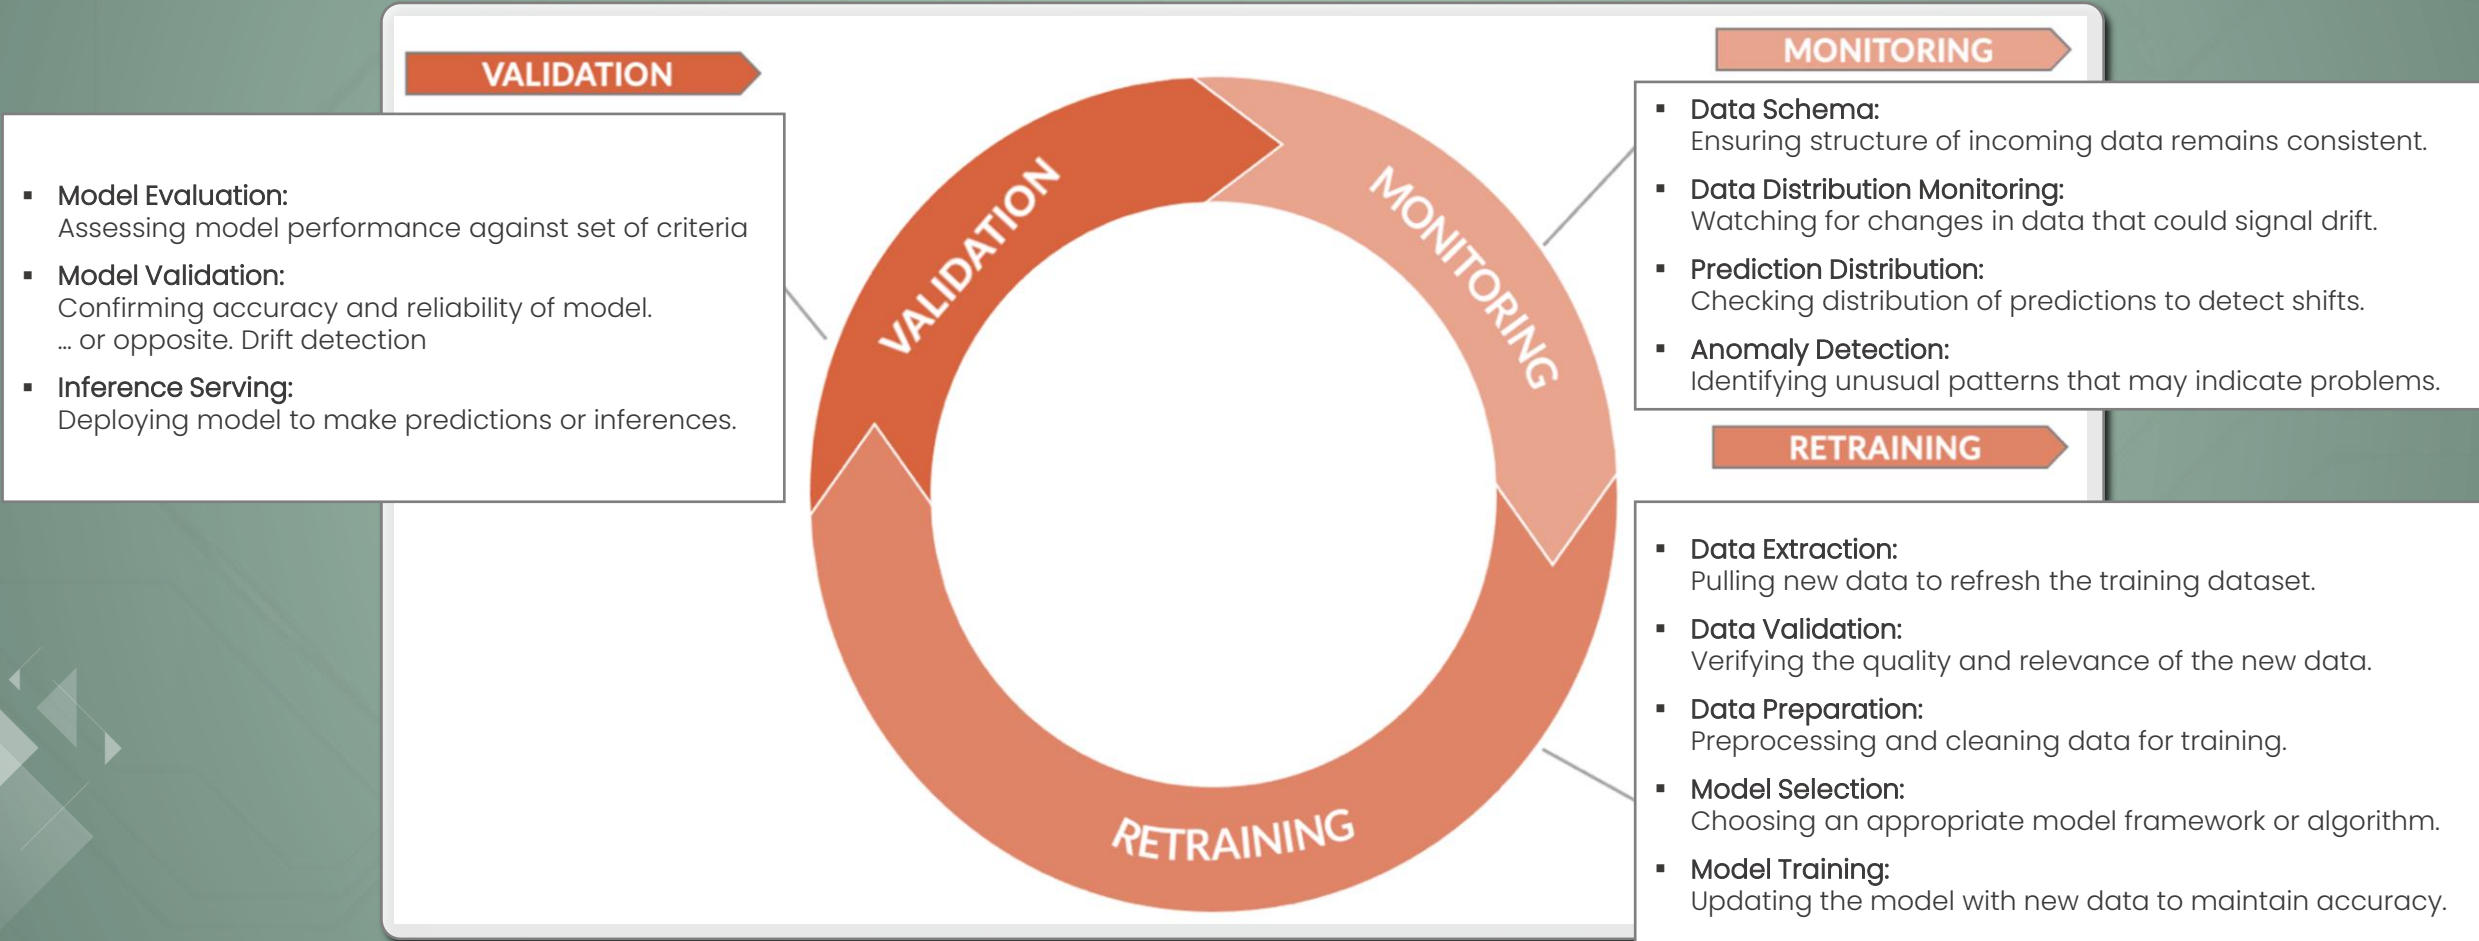 VALIDATION
▪ Model Evaluation:
Assessing model performance against set of criteria
▪ Model Validation:
Confirming accuracy and reliability of model.
... or opposite. Drift detection
▪ Inference Serving:
Deploying model to make predictions or inferences.
VALIDATION
MONITORING
RETRAINING
MONITORING
▪ Data Schema:
Ensuring structure of incoming data remains consistent.
▪ Data Distribution Monitoring:
Watching for changes in data that could signal drift.
▪ Prediction Distribution:
Checking distribution of predictions to detect shifts.
▪ Anomaly Detection:
Identifying unusual patterns that may indicate problems.
RETRAINING
▪ Data Extraction:
Pulling new data to refresh the training dataset.
▪ Data Validation:
Verifying the quality and relevance of the new data.
▪ Data Preparation:
Preprocessing and cleaning data for training.
▪ Model Selection:
Choosing an appropriate model framework or algorithm.
▪ Model Training:
Updating the model with new data to maintain accuracy.